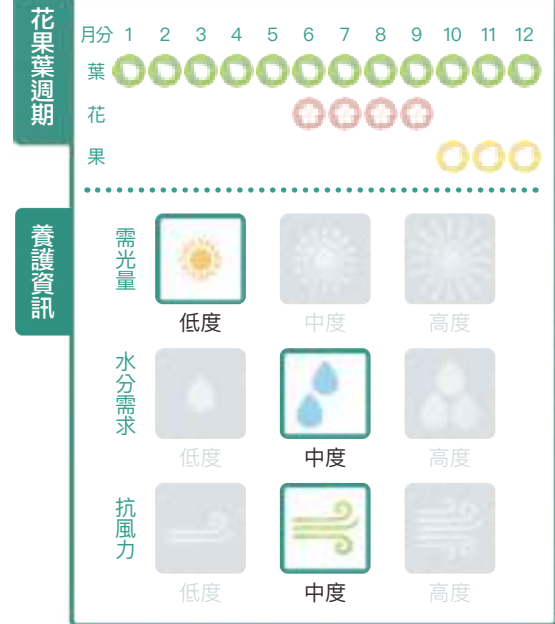 花果葉週期
月分 1 2 3 4 5 6 7 8 9 10 11 12
葉
花
果
養護資訊
需光量
低度 中度 高度
水分需求
低度 中度 高度
抗風力
低度 中度 高度